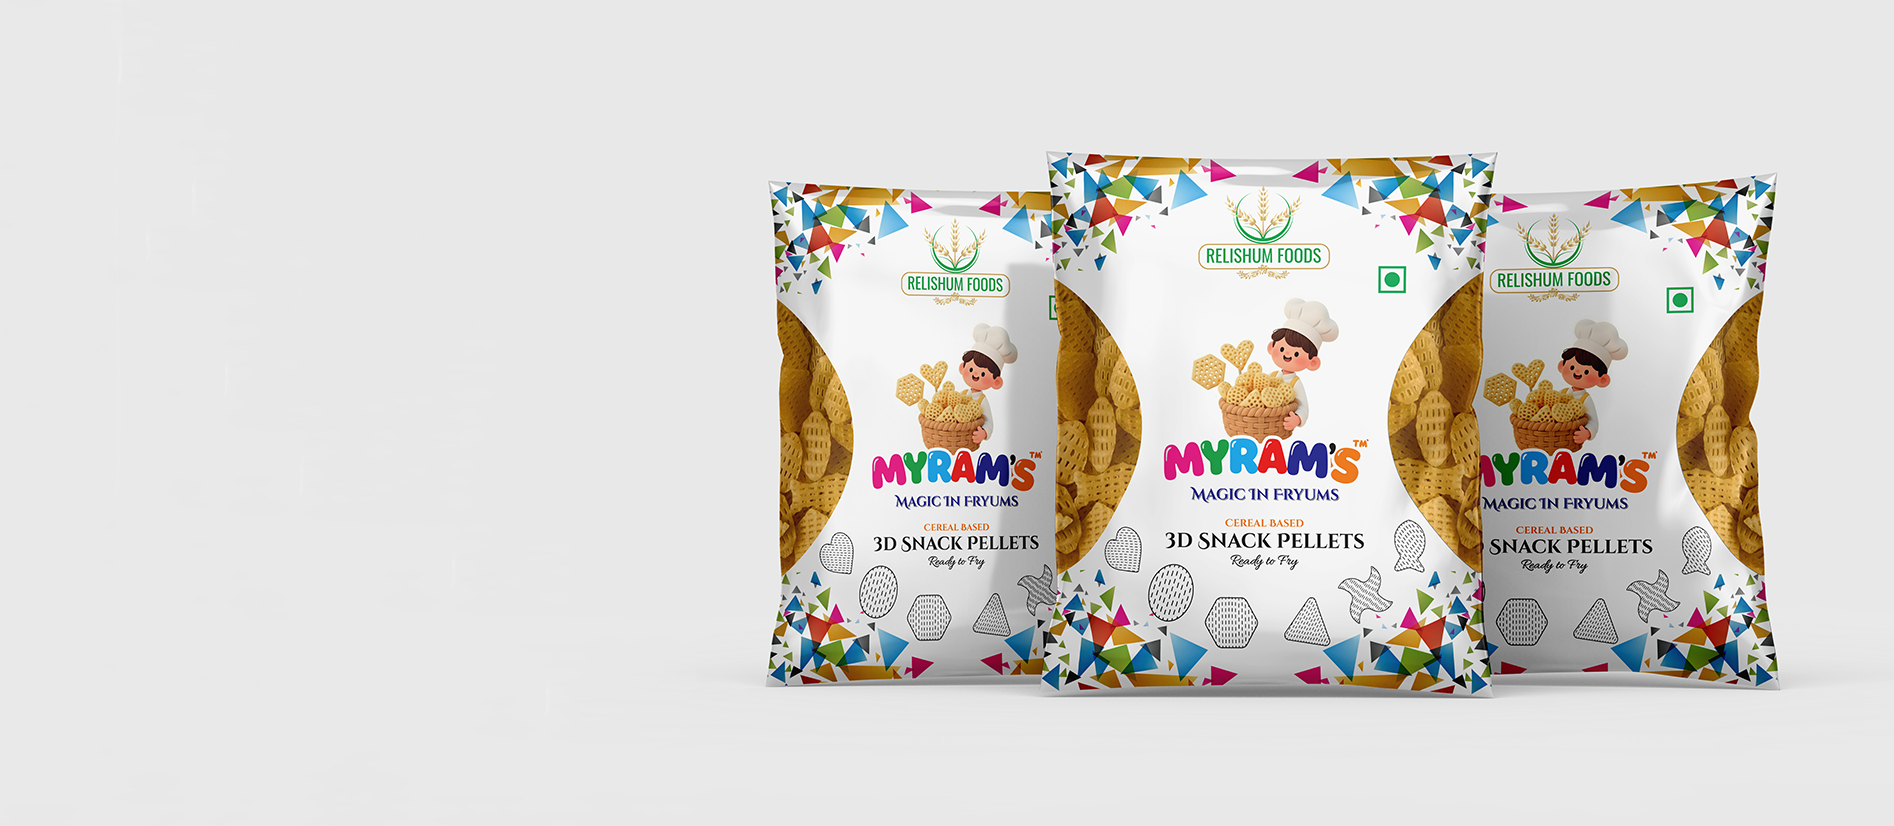 RELISHUM FOODS
MYRAM'S™
MAGIC IN FRYUMS
CEREAL BASED
3D SNACK PELLETS
Ready to Fry
RELISHUM FOODS
MYRAM'S™
MAGIC IN FRYUMS
CEREAL BASED
3D SNACK PELLETS
Ready to Fry
RELISHUM FOODS
MYRAM'S™
MAGIC IN FRYUMS
CEREAL BASED
SNACK PELLETS
Ready to Fry